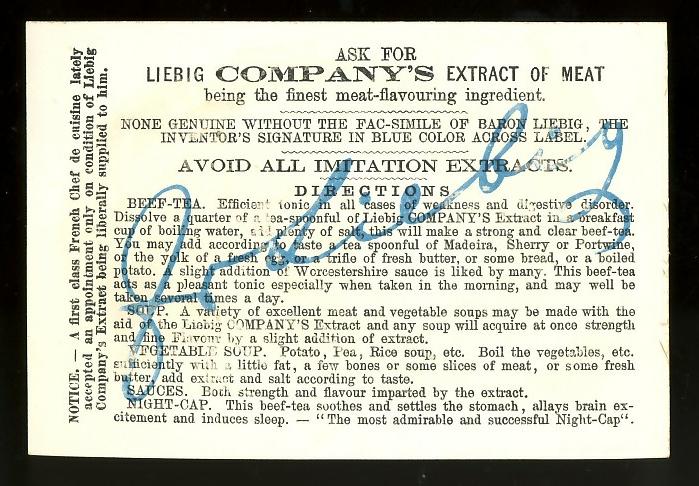 ASK FOR
LIEBIG COMPANY'S EXTRACT OF MEAT
being the finest meat-flavouring ingredient.
NONE GENUINE WITHOUT THE FAC-SIMILE OF BARON LIEBIG, THE
INVENTOR'S SIGNATURE IN BLUE COLOR ACROSS LABEL.
AVOID ALL IMITATION EXTRACTS.
DIRECTIONS
BEEF-TEA. Efficient tonic in all cases of weakness and digestive disorder.
Dissolve a quarter of a tea-spoonful of Liebig COMPANY'S Extract in a breakfast
cup of boiling water, add plenty of salt, this will make a strong and clear beef-tea.
You may add according to taste a tea spoonful of Madeira, Sherry or Portwine,
or the yolk of a fresh egg, or a trifle of fresh butter, or some bread, or a boiled
potato. A slight addition of Worcestershire sauce is liked by many. This beef-tea
acts as a pleasant tonic especially when taken in the morning, and may well be
taken several times a day.
SOUP. A variety of excellent meat and vegetable soups may be made with the
aid of the Liebig COMPANY'S Extract and any soup will acquire at once strength
and fine Flavour by a slight addition of extract.
VEGETABLE SOUP. Potato, Pea, Rice soup, etc. Boil the vegetables, etc.
sufficiently with a little fat, a few bones or some slices of meat, or some fresh
butter, add extract and salt according to taste.
SAUCES. Both strength and flavour imparted by the extract.
NIGHT-CAP. This beef-tea soothes and settles the stomach, allays brain ex-
citement and induces sleep. — "The most admirable and successful Night-Cap".
NOTICE. — A first class French Chef de cuisine lately
accepted an appointment only on condition of Liebig
Company's Extract being liberally supplied to him.